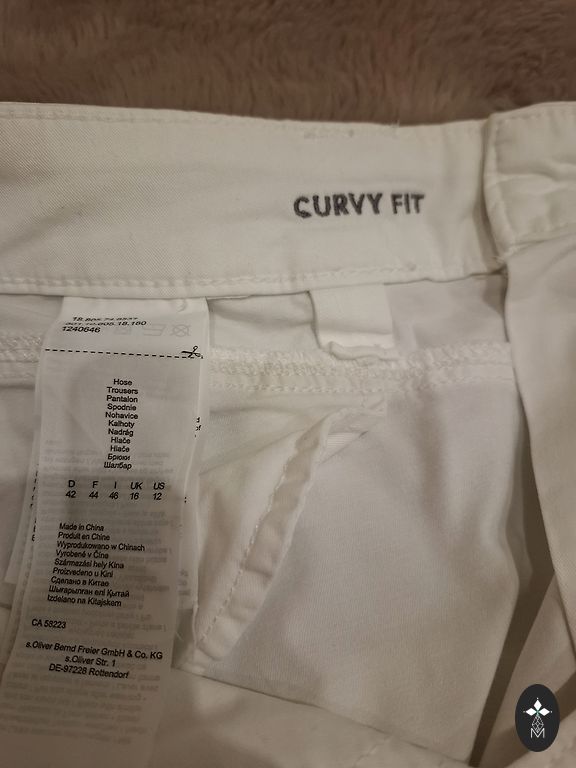 CURVY FIT
1240646
Hose
Trousers
Pantalon
Spodnie
Nohavice
Kalhoty
Nadrág
Hlače
Hlače
Брюки
Шалбар
D F I UK US
42 44 46 16 12
Made in China
Produit en Chine
Wyprodukowano w Chinach
Vyrobené v Číne
Származási hely Kína
Proizvedeno u Kini
Сделано в Китае
Шығарылған елі Қытай
Izdelano na Kitajskem
CA 58223
s.Oliver Bernd Freier GmbH & Co. KG
s.Oliver Str. 1
DE-97228 Rottendorf
M